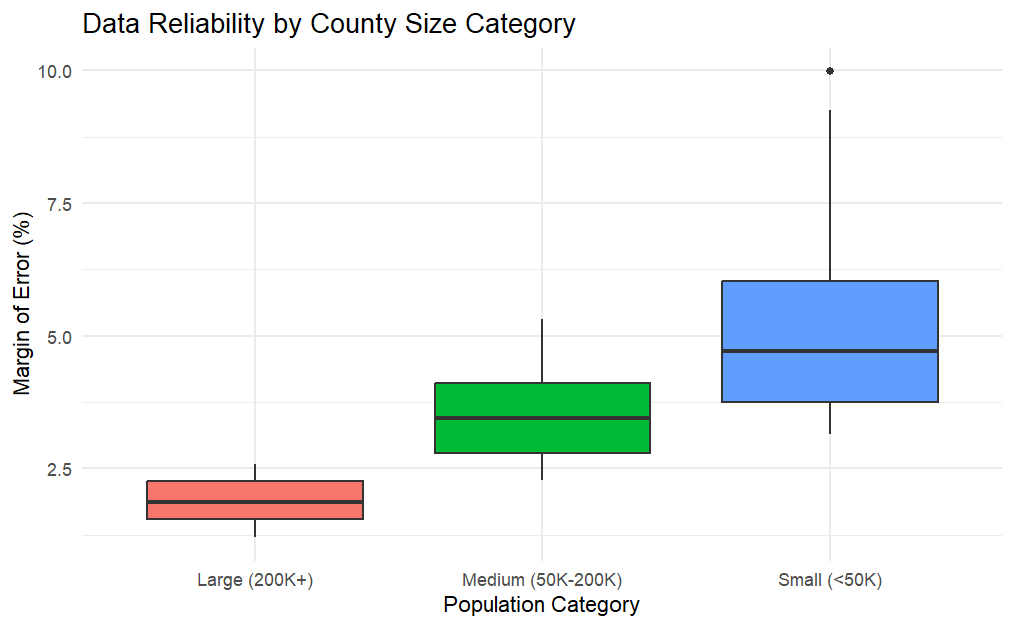 Data Reliability by County Size Category
10.0
7.5
5.0
2.5
Margin of Error (%)
Large (200K+)
Medium (50K-200K)
Small (<50K)
Population Category